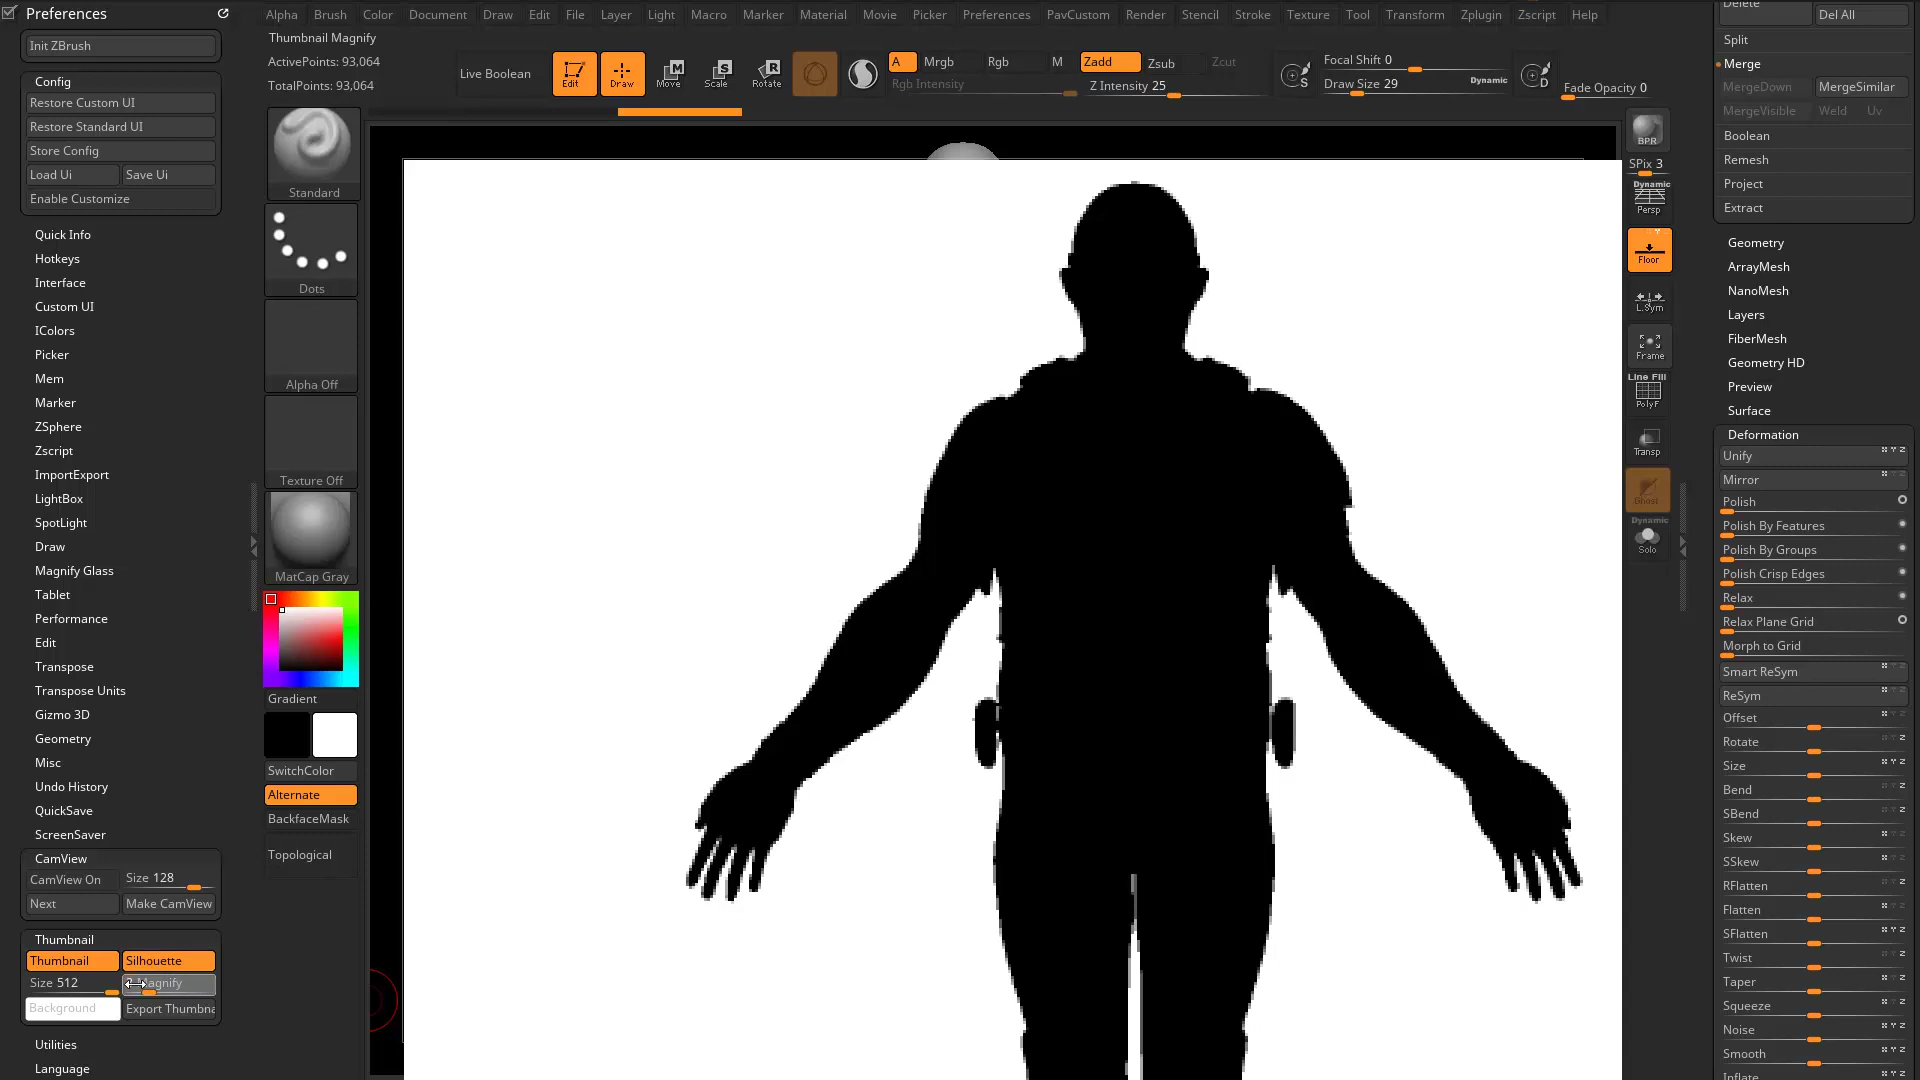 Preferences
Init ZBrush
Config
Restore Custom UI
Restore Standard UI
Store Config
Load Ui Save Ui
Enable Customize
Quick Info
Hotkeys
Interface
Custom UI
IColors
Picker
Mem
Marker
ZSphere
Zscript
ImportExport
LightBox
SpotLight
Draw
Magnify Glass
Tablet
Performance
Edit
Transpose
Transpose Units
Gizmo 3D
Geometry
Misc
Undo History
QuickSave
ScreenSaver
CamView
CamView On Size 128
Next Make CamView
Thumbnail
Thumbnail Silhouette
Size 512 Magnify
Background Export Thumbna
Utilities
Language
Alpha Brush Color Document Draw Edit File Layer Light Macro Marker Material Movie Picker Preferences PavCustom Render Stencil Stroke Texture Tool Transform Zplugin Zscript Help
Thumbnail Magnify
ActivePoints: 93,064
TotalPoints: 93,064
Live Boolean
Edit Draw Move Scale Rotate
A Mrgb Rgb M Zadd Zsub Zcut
Rgb Intensity Z Intensity 25
Focal Shift 0
Draw Size 29 Dynamic
Fade Opacity 0
Standard
Dots
Alpha Off
Texture Off
MatCap Gray
Gradient
SwitchColor
Alternate
BackfaceMask
Topological
BPR
SPix 3
Dynamic
Persp
Floor
L.Sym
Frame
Line Fill
PolyF
Transp
Ghost
Dynamic
Solo
Delete Del All
Split
Merge
MergeDown MergeSimilar
MergeVisible Weld Uv
Boolean
Remesh
Project
Extract
Geometry
ArrayMesh
NanoMesh
Layers
FiberMesh
Geometry HD
Preview
Surface
Deformation
Unify
Mirror
Polish
Polish By Features
Polish By Groups
Polish Crisp Edges
Relax
Relax Plane Grid
Morph to Grid
Smart ReSym
ReSym
Offset
Rotate
Size
Bend
SBend
Skew
SSkew
RFlatten
Flatten
SFlatten
Twist
Taper
Squeeze
Noise
Smooth
Inflate